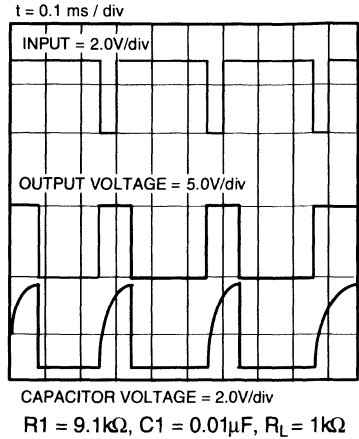 t = 0.1 ms / div
INPUT = 2.0V/div
OUTPUT VOLTAGE = 5.0V/div
CAPACITOR VOLTAGE = 2.0V/div
R1 = 9.1kΩ, C1 = 0.01µF, RL= 1kΩ